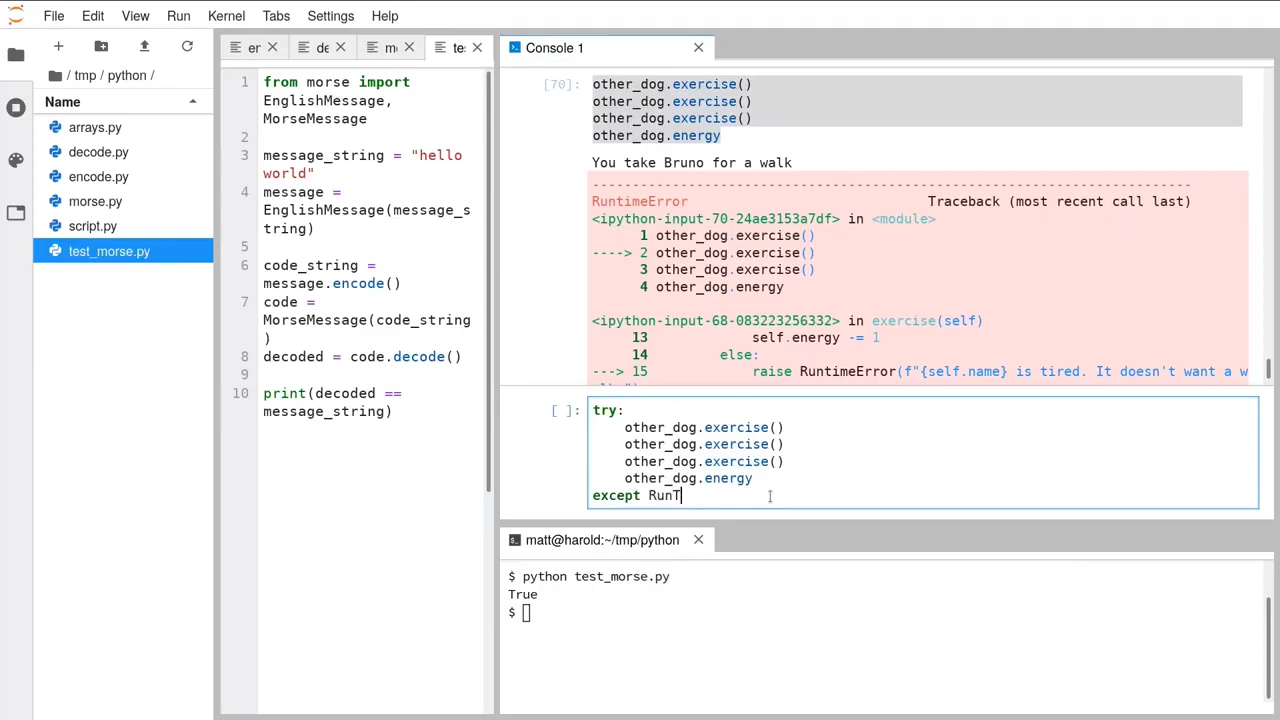 File Edit View Run Kernel Tabs Settings Help
/ tmp / python /
Name
arrays.py
decode.py
encode.py
morse.py
script.py
test_morse.py
er
de
m
tes
1 from morse import
EnglishMessage,
MorseMessage
2
3 message_string = "hello
world"
4 message =
EnglishMessage(message_s
tring)
5
6 code_string =
message.encode()
7 code =
MorseMessage(code_string
)
8 decoded = code.decode()
9
10 print(decoded ==
message_string)
Console 1
[70]: other_dog.exercise()
other_dog.exercise()
other_dog.exercise()
other_dog.energy
You take Bruno for a walk
---------------------------------------------------------------------------
RuntimeError Traceback (most recent call last)
<ipython-input-70-24ae3153a7df> in <module>
1 other_dog.exercise()
----> 2 other_dog.exercise()
3 other_dog.exercise()
4 other_dog.energy
<ipython-input-68-083223256332> in exercise(self)
13 self.energy -= 1
14 else:
---> 15 raise RuntimeError(f"{self.name} is tired. It doesn't want a w
[ ]: try:
other_dog.exercise()
other_dog.exercise()
other_dog.exercise()
other_dog.energy
except RunT
matt@harold:~/tmp/python
$ python test_morse.py
True
$